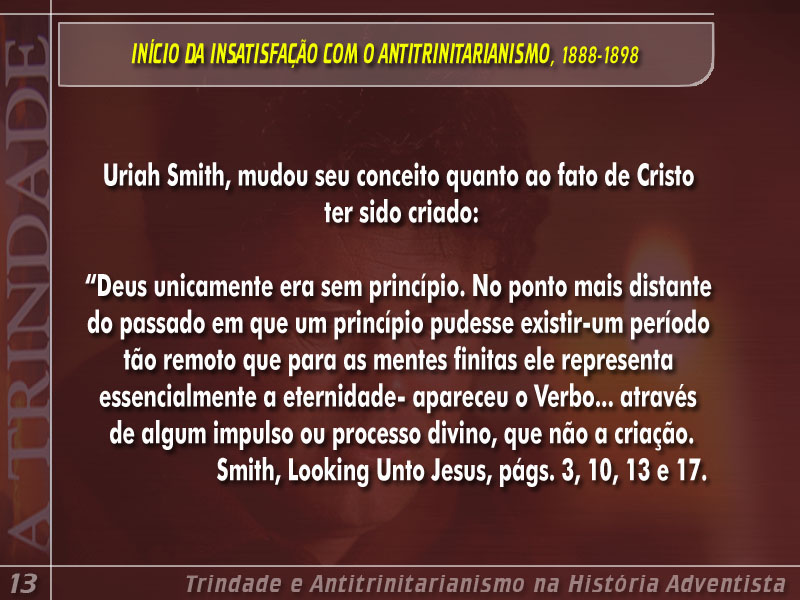 INÍCIO DA INSATISFAÇÃO COM O ANTITRINITARIANISMO, 1888-1898
A TRINDADE
Uriah Smith, mudou seu conceito quanto ao fato de Cristo
ter sido criado:
“Deus unicamente era sem princípio. No ponto mais distante
do passado em que um princípio pudesse existir-um período
tão remoto que para as mentes finitas ele representa
essencialmente a eternidade- apareceu o Verbo... através
de algum impulso ou processo divino, que não a criação.
Smith, Looking Unto Jesus, págs. 3, 10, 13 e 17.
13
Trindade e Antitrinitarianismo na História Adventista